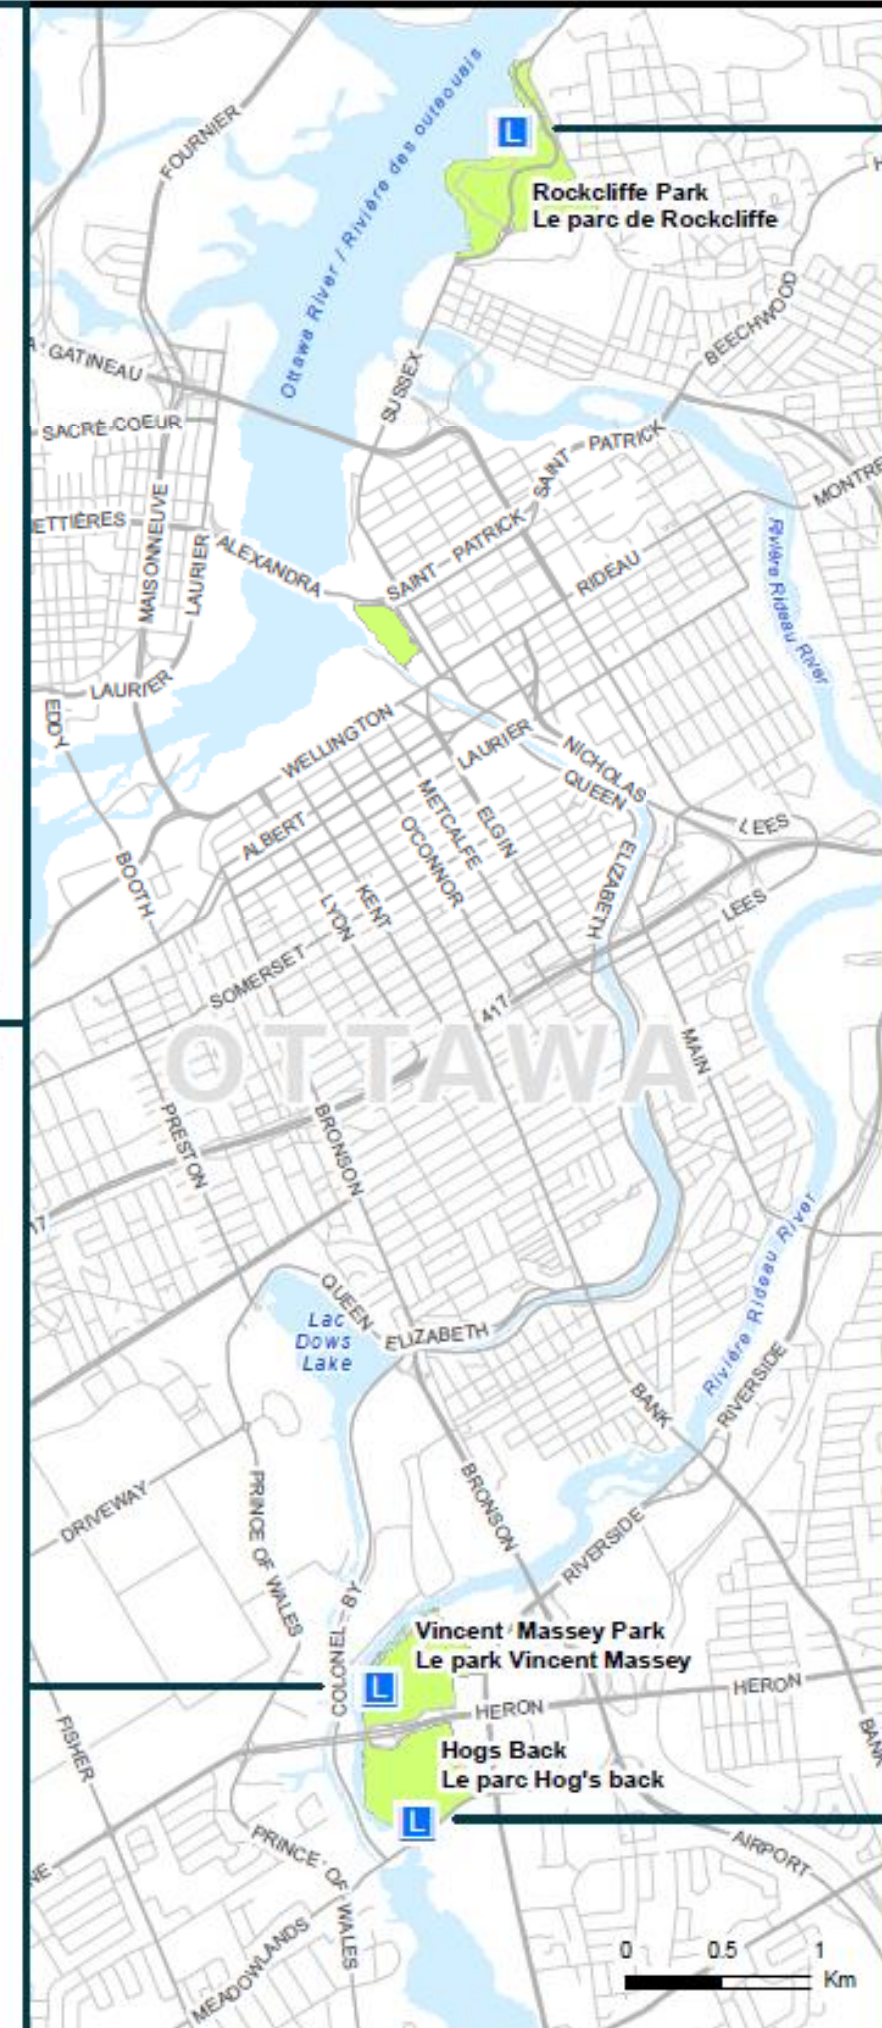 Ottawa River / Rivière des outaouais
FOURNIER
L
Rockcliffe Park
Le parc de Rockcliffe
BEECHWOOD
GATINEAU
SUSSEX
SACRÉ-COEUR
SAINT-PATRICK
MONTRE
ETTIÈRES
MAISONNEUVE
LAURIER
ALEXANDRA
SAINT-PATRICK
RIDEAU
Rivière Rideau River
LAURIER
EDDY
WELLINGTON
LAURIER
NICHOLAS
QUEEN
ELIZABETH
METCALFE
ELGIN
O'CONNOR
ALBERT
LEES
BOOTH
KENT
LYON
LEES
SOMERSET
417
OTTAWA
MAIN
PRESTON
BRONSON
17
Rivière Rideau River
QUEEN
ELIZABETH
Lac
Dows
Lake
RIVERSIDE
BANK
BRONSON
DRIVEWAY
PRINCE OF WALES
RIVERSIDE
COLONEL-BY
Vincent Massey Park
Le park Vincent Massey
L
HERON
HERON
FISHER
BANK
Hogs Back
Le parc Hog's back
L
PRINCE OF WALES
AIRPORT
NE
MEADOWLANDS
0 0.5 1
Km